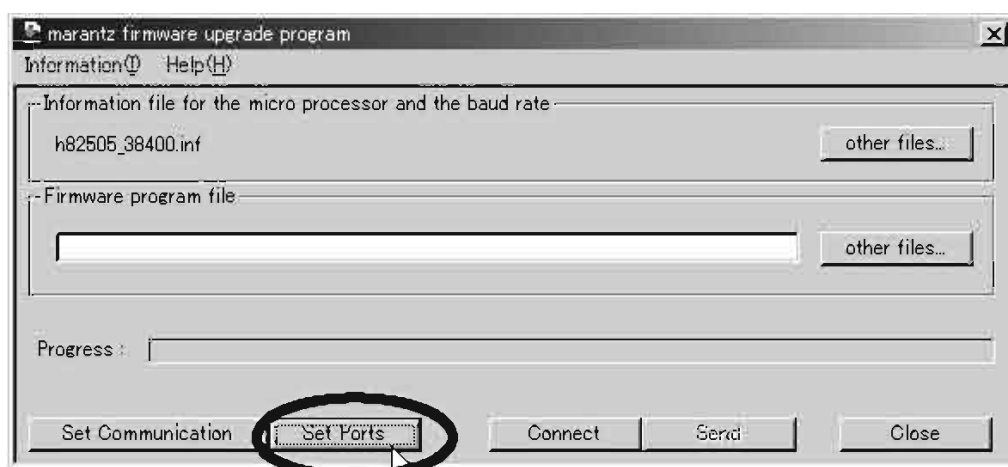 marantz firmware upgrade program
Information(I) Help(H)
Information file for the micro processor and the baud rate
h82505_38400.inf
other files...
Firmware program file
other files...
Progress :
Set Communication Set Ports Connect Send Close